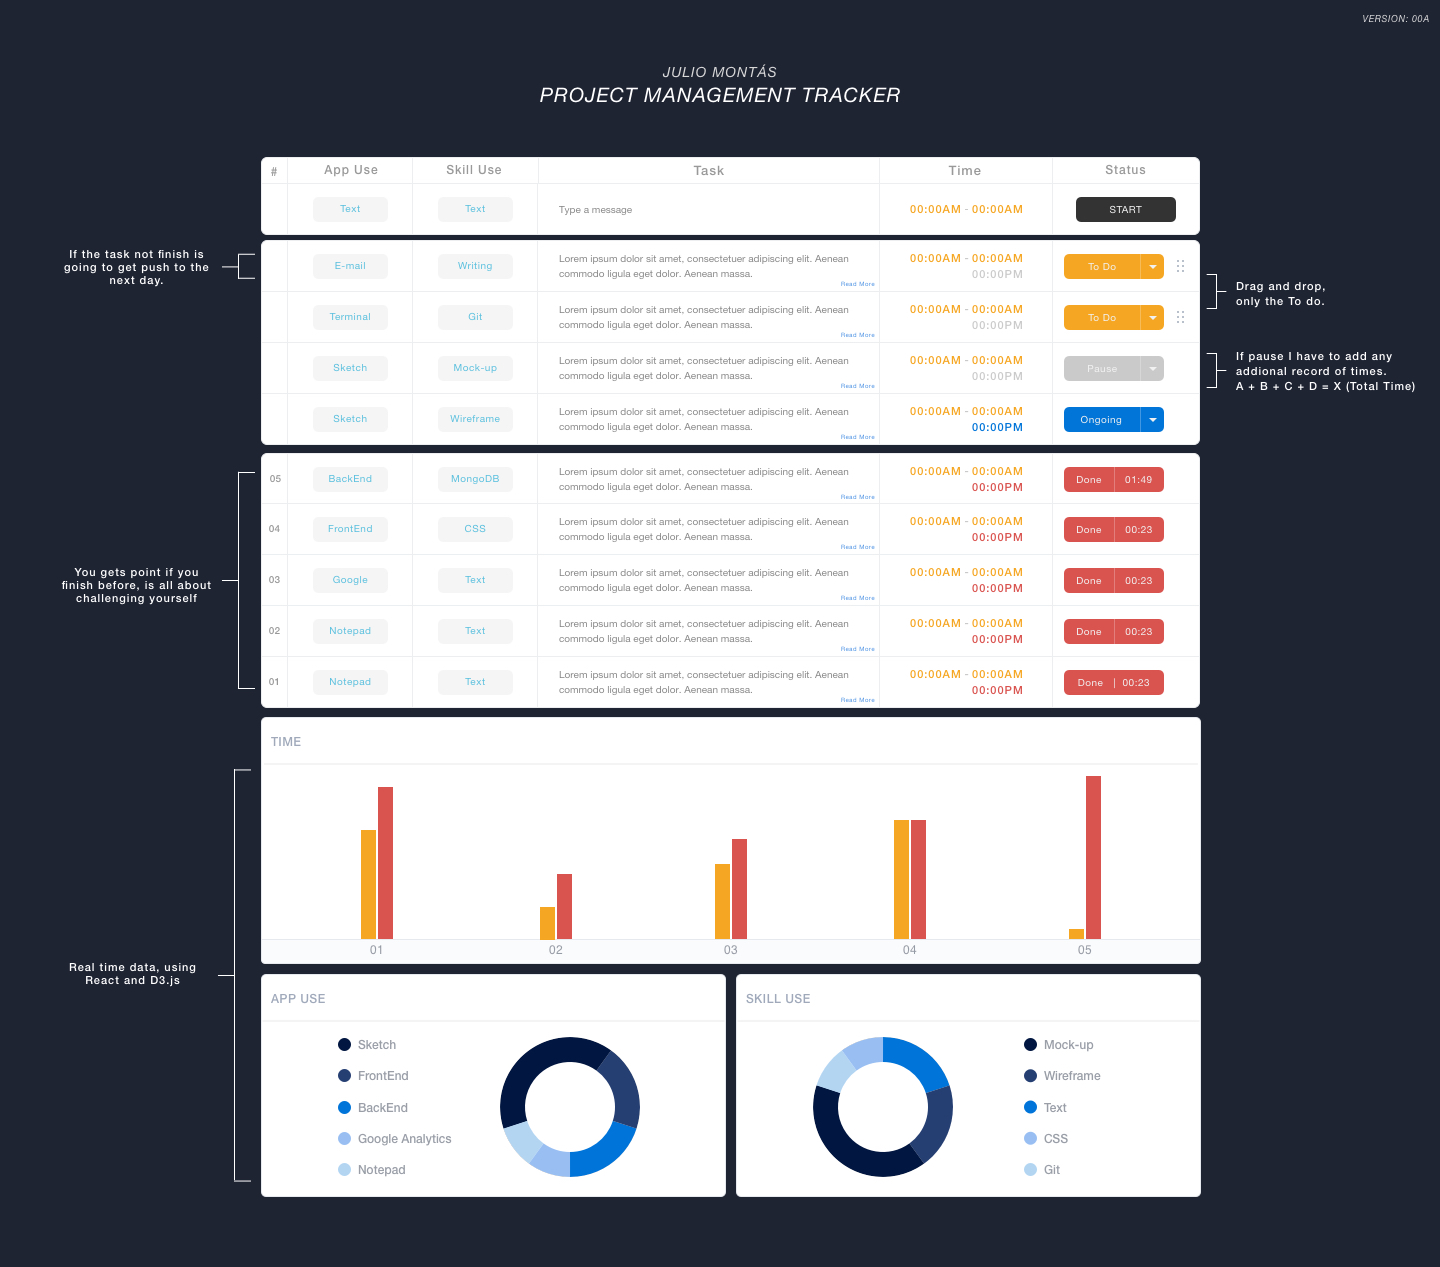 VERSION: 00A
JULIO MONTÁS
PROJECT MANAGEMENT TRACKER
# App Use Skill Use Task Time Status
Text Text Type a message 00:00AM - 00:00AM START
If the task not finish is
going to get push to the
next day.
E-mail Writing Lorem ipsum dolor sit amet, consectetuer adipiscing elit. Aenean 00:00AM - 00:00AM To Do
commodo ligula eget dolor. Aenean massa. 00:00PM
Read More
Drag and drop,
only the To do.
Terminal Git Lorem ipsum dolor sit amet, consectetuer adipiscing elit. Aenean 00:00AM - 00:00AM To Do
commodo ligula eget dolor. Aenean massa. 00:00PM
Read More
If pause I have to add any
addional record of times.
A + B + C + D = X (Total Time)
Sketch Mock-up Lorem ipsum dolor sit amet, consectetuer adipiscing elit. Aenean 00:00AM - 00:00AM Pause
commodo ligula eget dolor. Aenean massa. 00:00PM
Read More
Sketch Wireframe Lorem ipsum dolor sit amet, consectetuer adipiscing elit. Aenean 00:00AM - 00:00AM Ongoing
commodo ligula eget dolor. Aenean massa. 00:00PM
Read More
05 BackEnd MongoDB Lorem ipsum dolor sit amet, consectetuer adipiscing elit. Aenean 00:00AM - 00:00AM Done 01:49
commodo ligula eget dolor. Aenean massa. 00:00PM
Read More
04 FrontEnd CSS Lorem ipsum dolor sit amet, consectetuer adipiscing elit. Aenean 00:00AM - 00:00AM Done 00:23
commodo ligula eget dolor. Aenean massa. 00:00PM
Read More
You gets point if you
finish before, is all about
challenging yourself
03 Google Text Lorem ipsum dolor sit amet, consectetuer adipiscing elit. Aenean 00:00AM - 00:00AM Done 00:23
commodo ligula eget dolor. Aenean massa. 00:00PM
Read More
02 Notepad Text Lorem ipsum dolor sit amet, consectetuer adipiscing elit. Aenean 00:00AM - 00:00AM Done 00:23
commodo ligula eget dolor. Aenean massa. 00:00PM
Read More
01 Notepad Text Lorem ipsum dolor sit amet, consectetuer adipiscing elit. Aenean 00:00AM - 00:00AM Done | 00:23
commodo ligula eget dolor. Aenean massa. 00:00PM
Read More
TIME
01 02 03 04 05
Real time data, using
React and D3.js
APP USE
Sketch
FrontEnd
BackEnd
Google Analytics
Notepad
SKILL USE
Mock-up
Wireframe
Text
CSS
Git